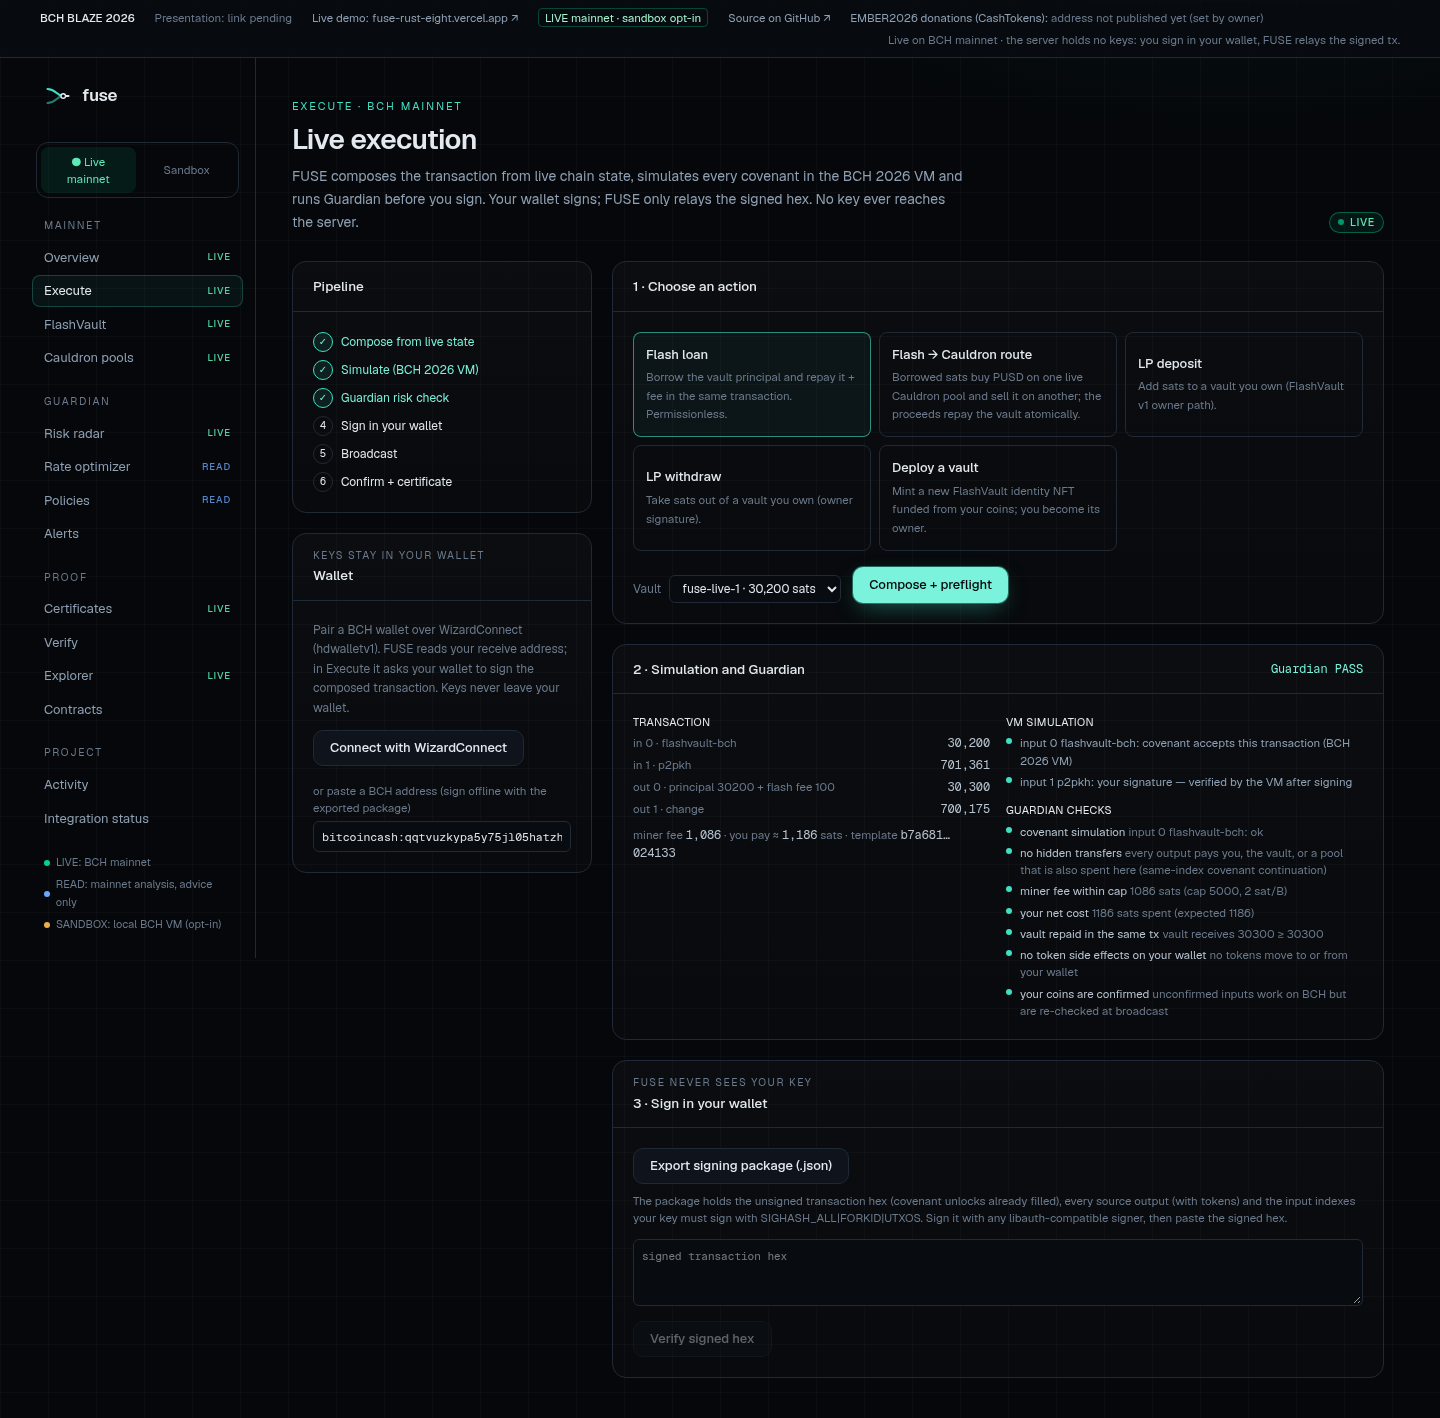 BCH BLAZE 2026
Presentation: link pending
Live demo: fuse-rust-eight.vercel.app ↗
LIVE mainnet · sandbox opt-in
Source on GitHub ↗
EMBER2026 donations (CashTokens): address not published yet (set by owner)
Live on BCH mainnet · the server holds no keys: you sign in your wallet, FUSE relays the signed tx.
fuse
Live
mainnet
Sandbox
MAINNET
Overview LIVE
Execute LIVE
FlashVault LIVE
Cauldron pools LIVE
GUARDIAN
Risk radar LIVE
Rate optimizer READ
Policies READ
Alerts
PROOF
Certificates LIVE
Verify
Explorer LIVE
Contracts
PROJECT
Activity
Integration status
LIVE: BCH mainnet
READ: mainnet analysis, advice
only
SANDBOX: local BCH VM (opt-in)
EXECUTE · BCH MAINNET
Live execution
FUSE composes the transaction from live chain state, simulates every covenant in the BCH 2026 VM and
runs Guardian before you sign. Your wallet signs; FUSE only relays the signed hex. No key ever reaches
the server.
LIVE
Pipeline
✓ Compose from live state
✓ Simulate (BCH 2026 VM)
✓ Guardian risk check
4 Sign in your wallet
5 Broadcast
6 Confirm + certificate
KEYS STAY IN YOUR WALLET
Wallet
Pair a BCH wallet over WizardConnect
(hdwalletv1). FUSE reads your receive address;
in Execute it asks your wallet to sign the
composed transaction. Keys never leave your
wallet.
Connect with WizardConnect
or paste a BCH address (sign offline with the
exported package)
bitcoincash:qqtvuzkypa5y75jl05hatzh
1 · Choose an action
Flash loan
Borrow the vault principal and repay it +
fee in the same transaction.
Permissionless.
Flash → Cauldron route
Borrowed sats buy PUSD on one live
Cauldron pool and sell it on another; the
proceeds repay the vault atomically.
LP deposit
Add sats to a vault you own (FlashVault
v1 owner path).
LP withdraw
Take sats out of a vault you own (owner
signature).
Deploy a vault
Mint a new FlashVault identity NFT
funded from your coins; you become its
owner.
Vault
fuse-live-1 · 30,200 sats
Compose + preflight
2 · Simulation and Guardian
Guardian PASS
TRANSACTION
in 0 · flashvault-bch 30,200
in 1 · p2pkh 701,361
out 0 · principal 30200 + flash fee 100 30,300
out 1 · change 700,175
miner fee 1,086 · you pay ≈ 1,186 sats · template b7a681…
024133
VM SIMULATION
input 0 flashvault-bch: covenant accepts this transaction (BCH
2026 VM)
input 1 p2pkh: your signature — verified by the VM after signing
GUARDIAN CHECKS
covenant simulation input 0 flashvault-bch: ok
no hidden transfers every output pays you, the vault, or a pool
that is also spent here (same-index covenant continuation)
miner fee within cap 1086 sats (cap 5000, 2 sat/B)
your net cost 1186 sats spent (expected 1186)
vault repaid in the same tx vault receives 30300 ≥ 30300
no token side effects on your wallet no tokens move to or from
your wallet
your coins are confirmed unconfirmed inputs work on BCH but
are re-checked at broadcast
FUSE NEVER SEES YOUR KEY
3 · Sign in your wallet
Export signing package (.json)
The package holds the unsigned transaction hex (covenant unlocks already filled), every source output (with tokens) and the input indexes
your key must sign with SIGHASH_ALL|FORKID|UTXOS. Sign it with any libauth-compatible signer, then paste the signed hex.
signed transaction hex
Verify signed hex